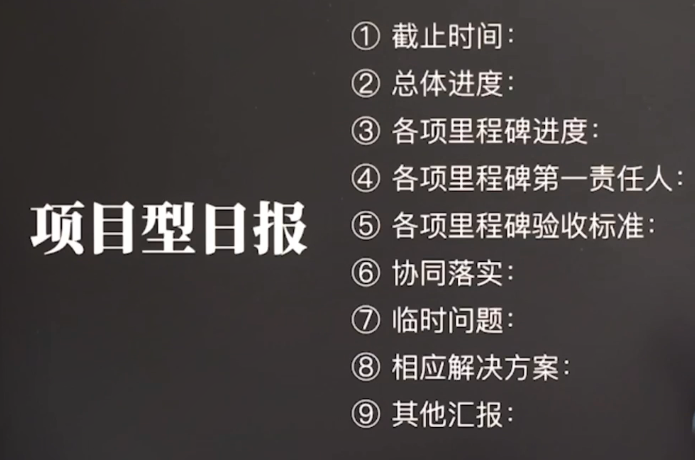 项目型日报
① 截止时间：
② 总体进度：
③ 各项里程碑进度：
④ 各项里程碑第一责任人：
⑤ 各项里程碑验收标准：
⑥ 协同落实：
⑦ 临时问题：
⑧ 相应解决方案：
⑨ 其他汇报：